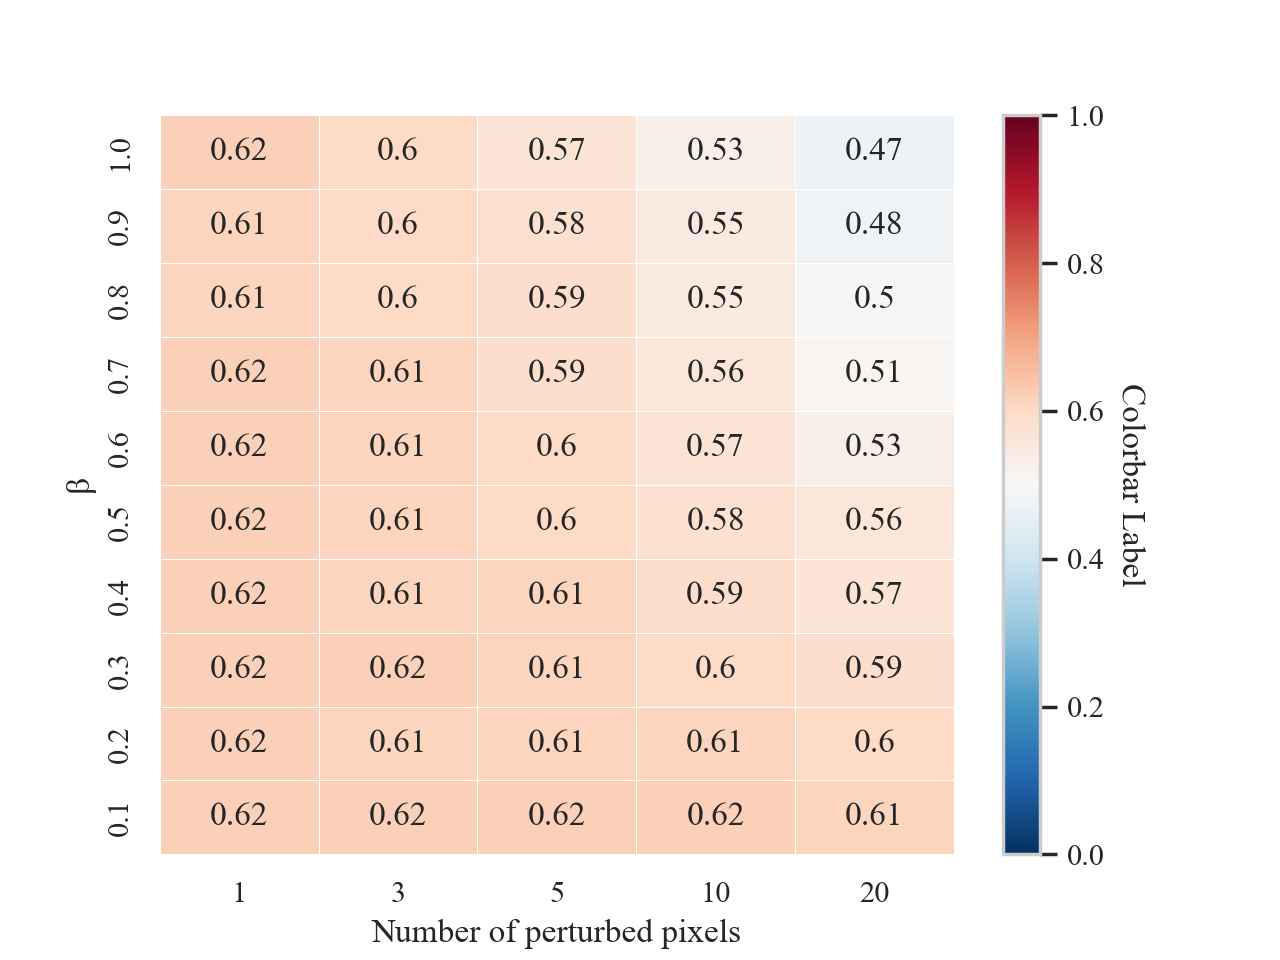 1.0 0.62 0.6 0.57 0.53 0.47
0.9 0.61 0.6 0.58 0.55 0.48
0.8 0.61 0.6 0.59 0.55 0.5
0.7 0.62 0.61 0.59 0.56 0.51
0.6 0.62 0.61 0.6 0.57 0.53
0.5 0.62 0.61 0.6 0.58 0.56
0.4 0.62 0.61 0.61 0.59 0.57
0.3 0.62 0.62 0.61 0.6 0.59
0.2 0.62 0.61 0.61 0.61 0.6
0.1 0.62 0.62 0.62 0.62 0.61
β
1 3 5 10 20
Number of perturbed pixels
1.0
0.8
0.6
0.4
0.2
0.0
Colorbar Label